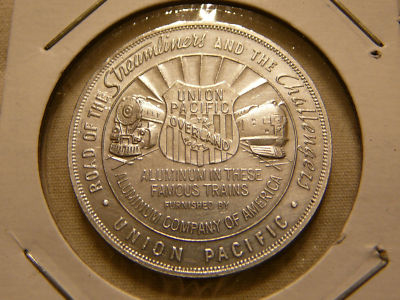 ROAD OF THE Streamliners AND THE Challengers
UNION
PACIFIC
OVERLAND
ALUMINUM IN THESE
FAMOUS TRAINS
FURNISHED BY
ALUMINUM COMPANY OF AMERICA
• UNION PACIFIC •